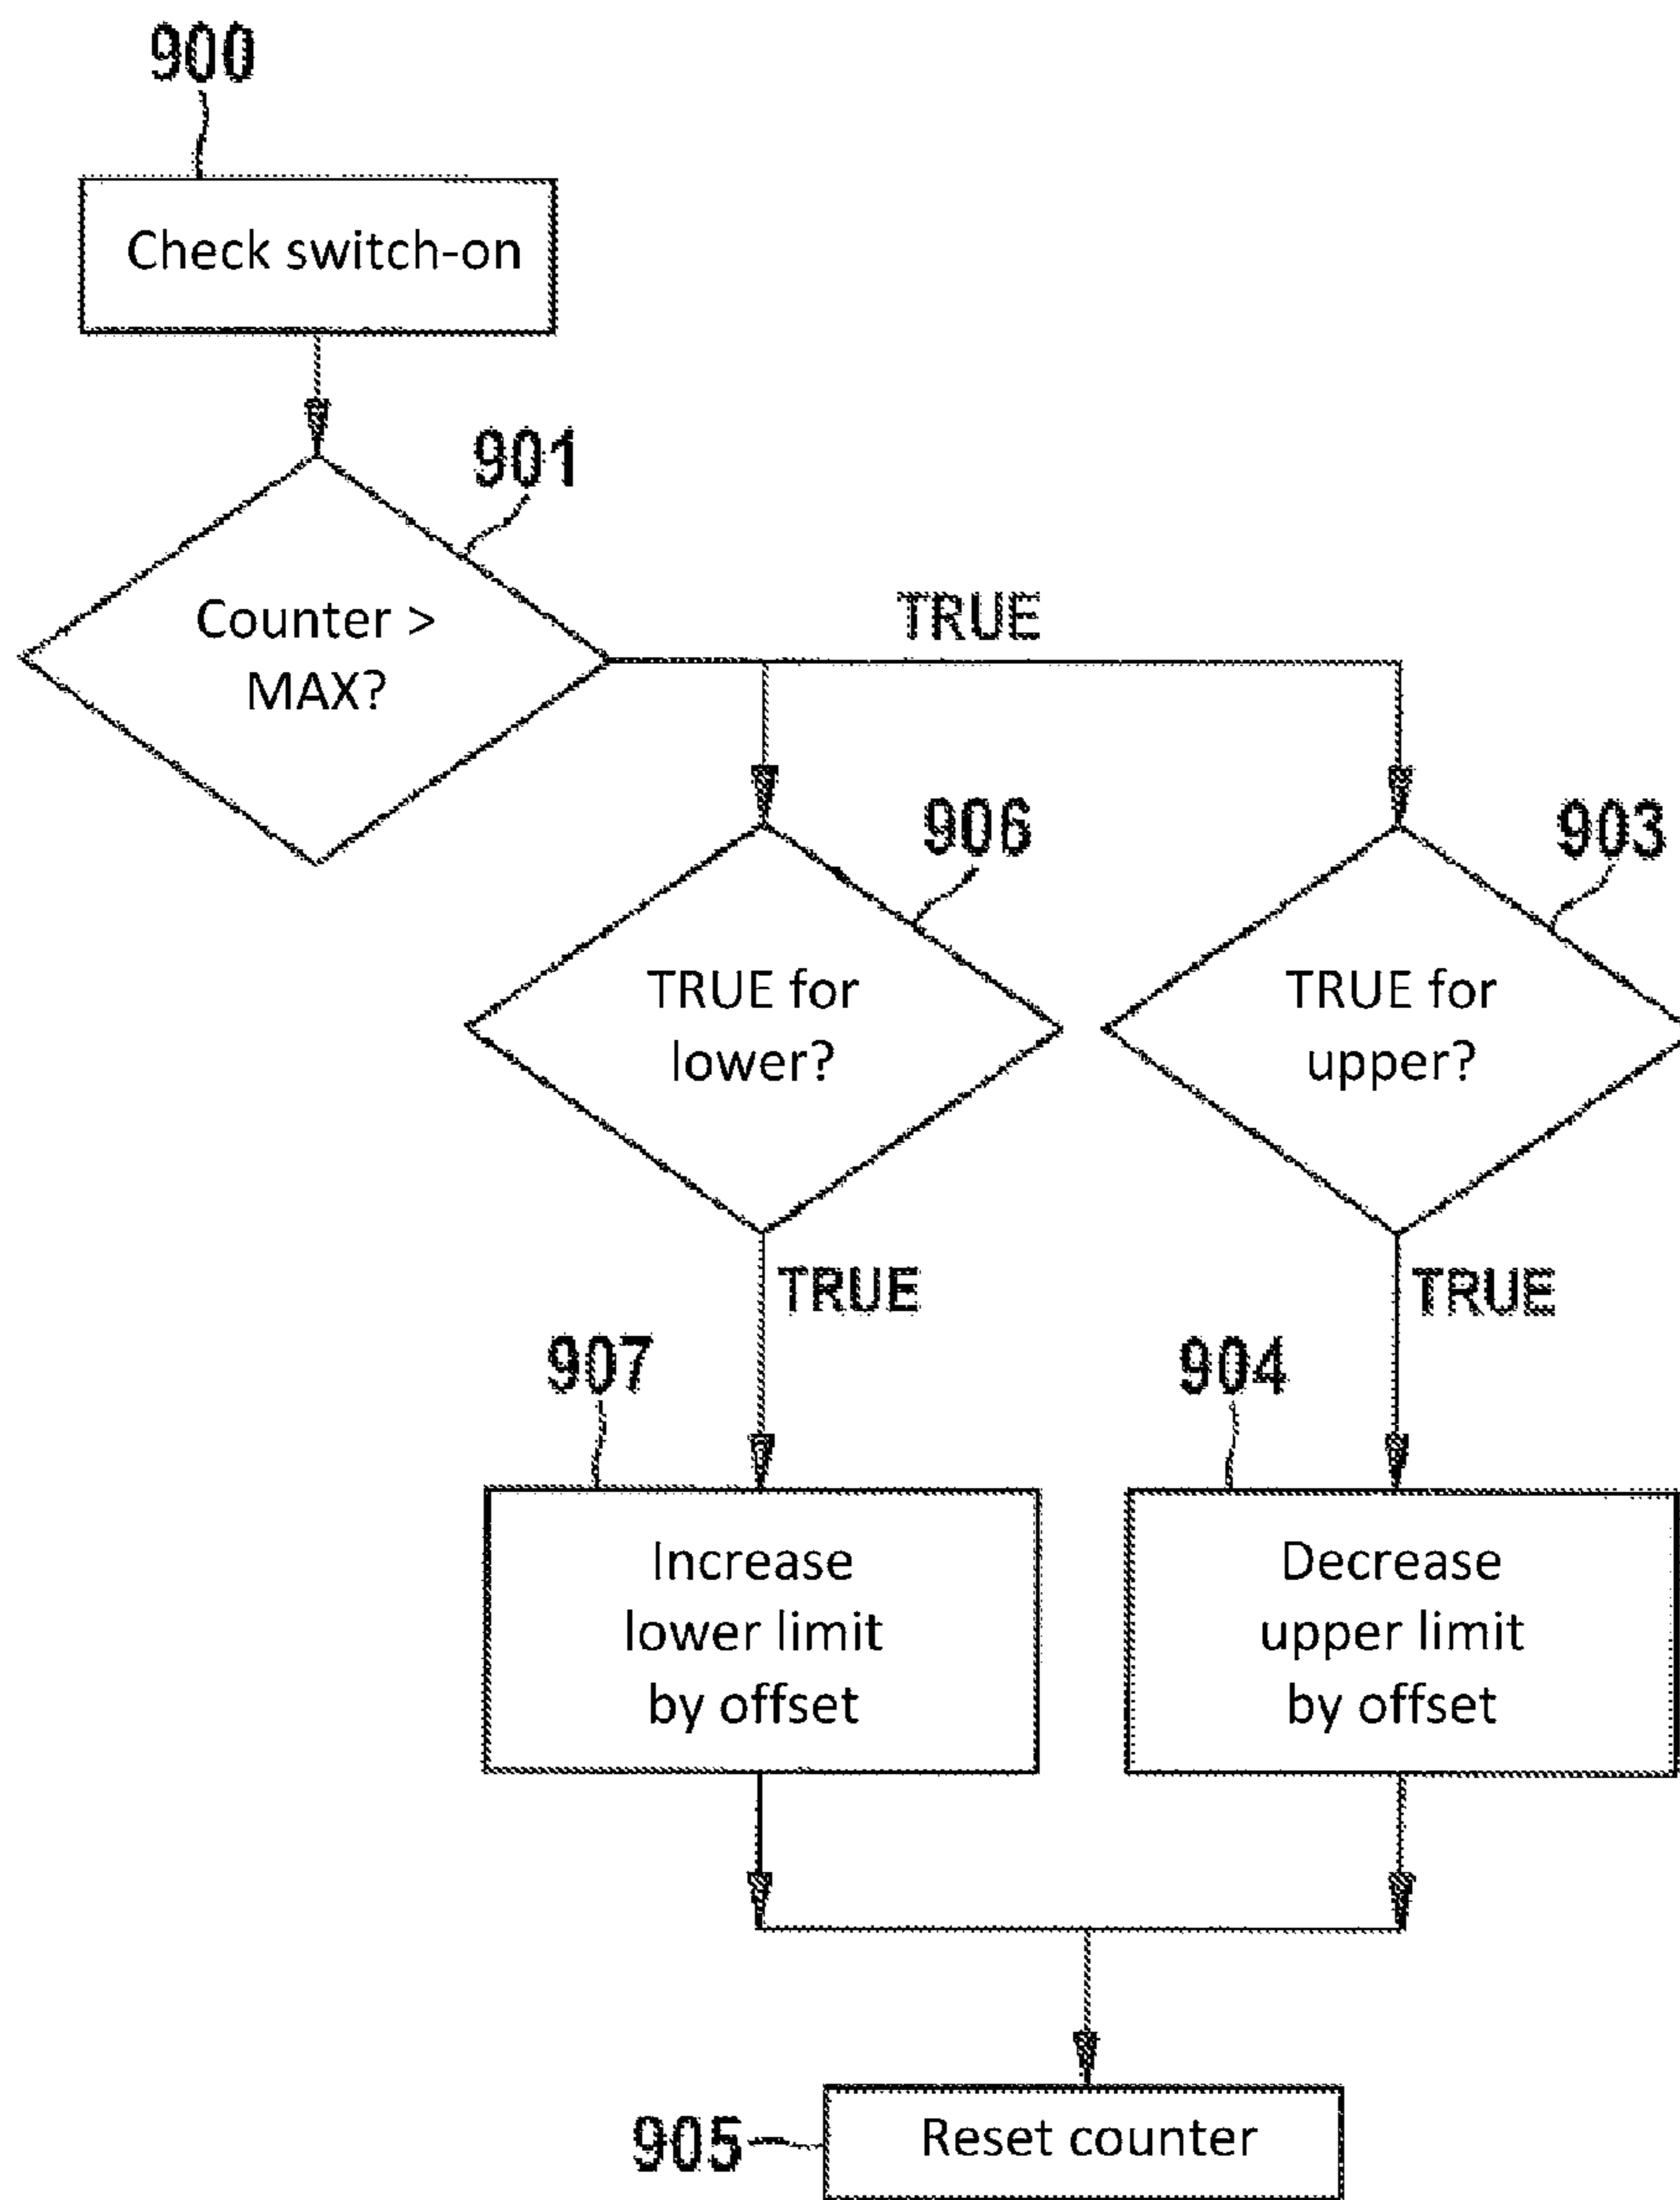 900
Check switch-on
901
Counter >
MAX?
TRUE
906
903
TRUE for
lower?
TRUE for
upper?
TRUE
TRUE
907
904
Increase
lower limit
by offset
Decrease
upper limit
by offset
905
Reset counter